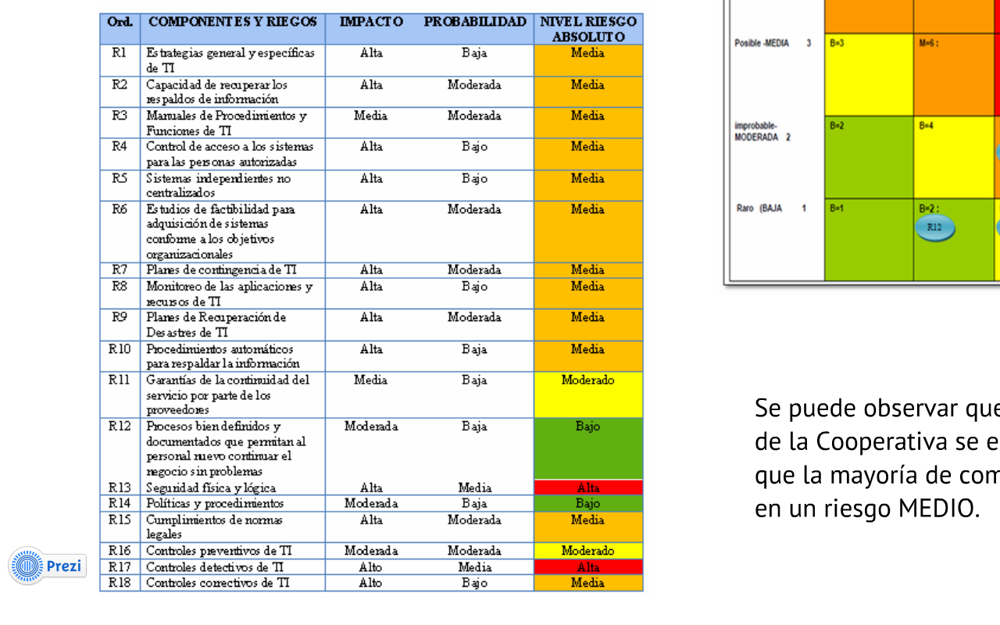 Ord. COMPONENTES Y RIEGOS IMPACTO PROBABILIDAD NIVEL RIESGO
ABSOLUTO
R1 Estrategias general y específicas Alta Baja Media
de TI
R2 Capacidad de recuperar los Alta Moderada Media
respaldos de información
R3 Manuales de Procedimientos y Media Moderada Media
Funciones de TI
R4 Control de acceso a los sistemas Alta Bajo Media
para las personas autorizadas
R5 Sistemas independientes no Alta Bajo Media
centralizados
R6 Estudios de factibilidad para Alta Moderada Media
adquisición de sistemas
conforme a los objetivos
organizacionales
R7 Planes de contingencia de TI Alta Moderada Media
R8 Monitoreo de las aplicaciones y Alta Bajo Media
recursos de TI
R9 Planes de Recuperación de Alta Moderada Media
Desastres de TI
R10 Procedimientos automáticos Alta Baja Media
para respaldar la información
R11 Garantías de la continuidad del Media Baja Moderado
servicio por parte de los
proveedores
R12 Procesos bien definidos y Moderada Baja Bajo
documentados que permitan al
personal nuevo continuar el
negocio sin problemas
R13 Seguridad física y lógica Alta Media Alta
R14 Políticas y procedimientos Moderada Baja Bajo
R15 Cumplimientos de normas Alta Moderada Media
legales
R16 Controles preventivos de TI Moderada Moderada Moderado
R17 Controles detectivos de TI Alto Media Alta
R18 Controles correctivos de TI Alto Bajo Media
Prezi
Posible -MEDIA 3 B=3 M=6 :
improbable- B=2 B=4
MODERADA 2
Raro (BAJA 1 B=1 B=2 :
R12
Se puede observar que
de la Cooperativa se e
que la mayoría de com
en un riesgo MEDIO.